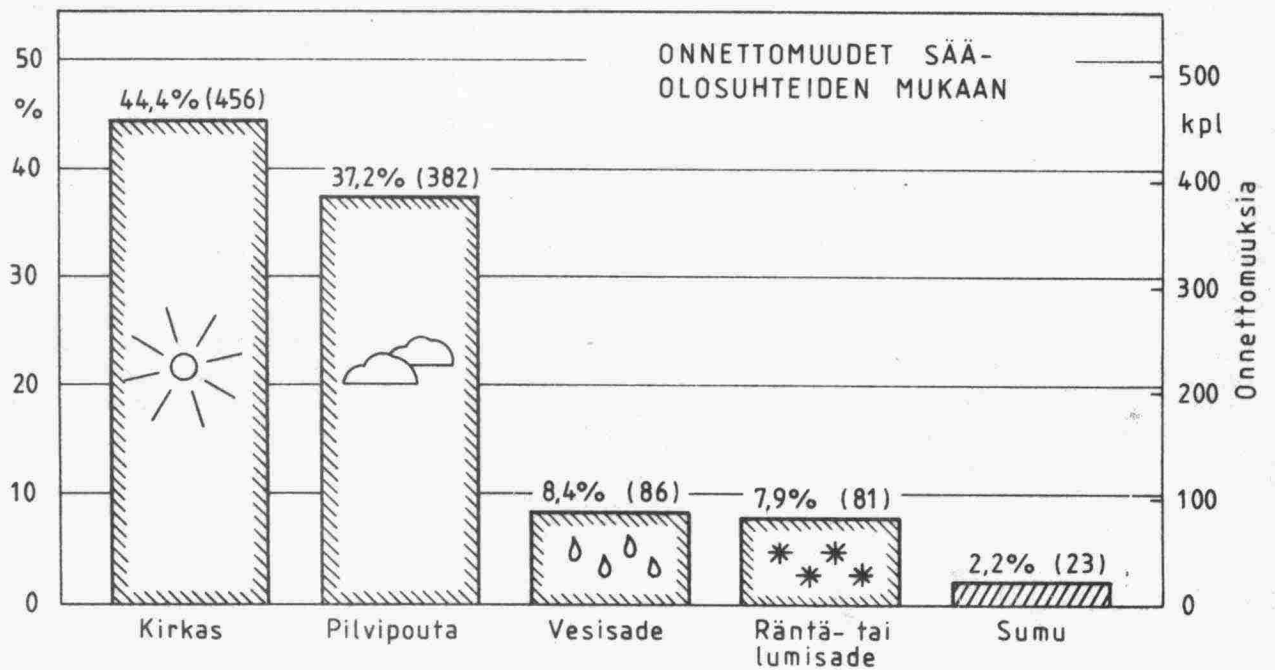 ONNETTOMUUDET SÄÄ-
OLOSUHTEIDEN MUKAAN
50
%
40
30
20
10
0
500
kpl
400
300
200
100
0
Onnettomuuksia
44,4% (456)
37,2% (382)
8,4% (86)
7,9% (81)
2,2% (23)
Kirkas
Pilvipouta
Vesisade
Räntä- tai
lumisade
Sumu